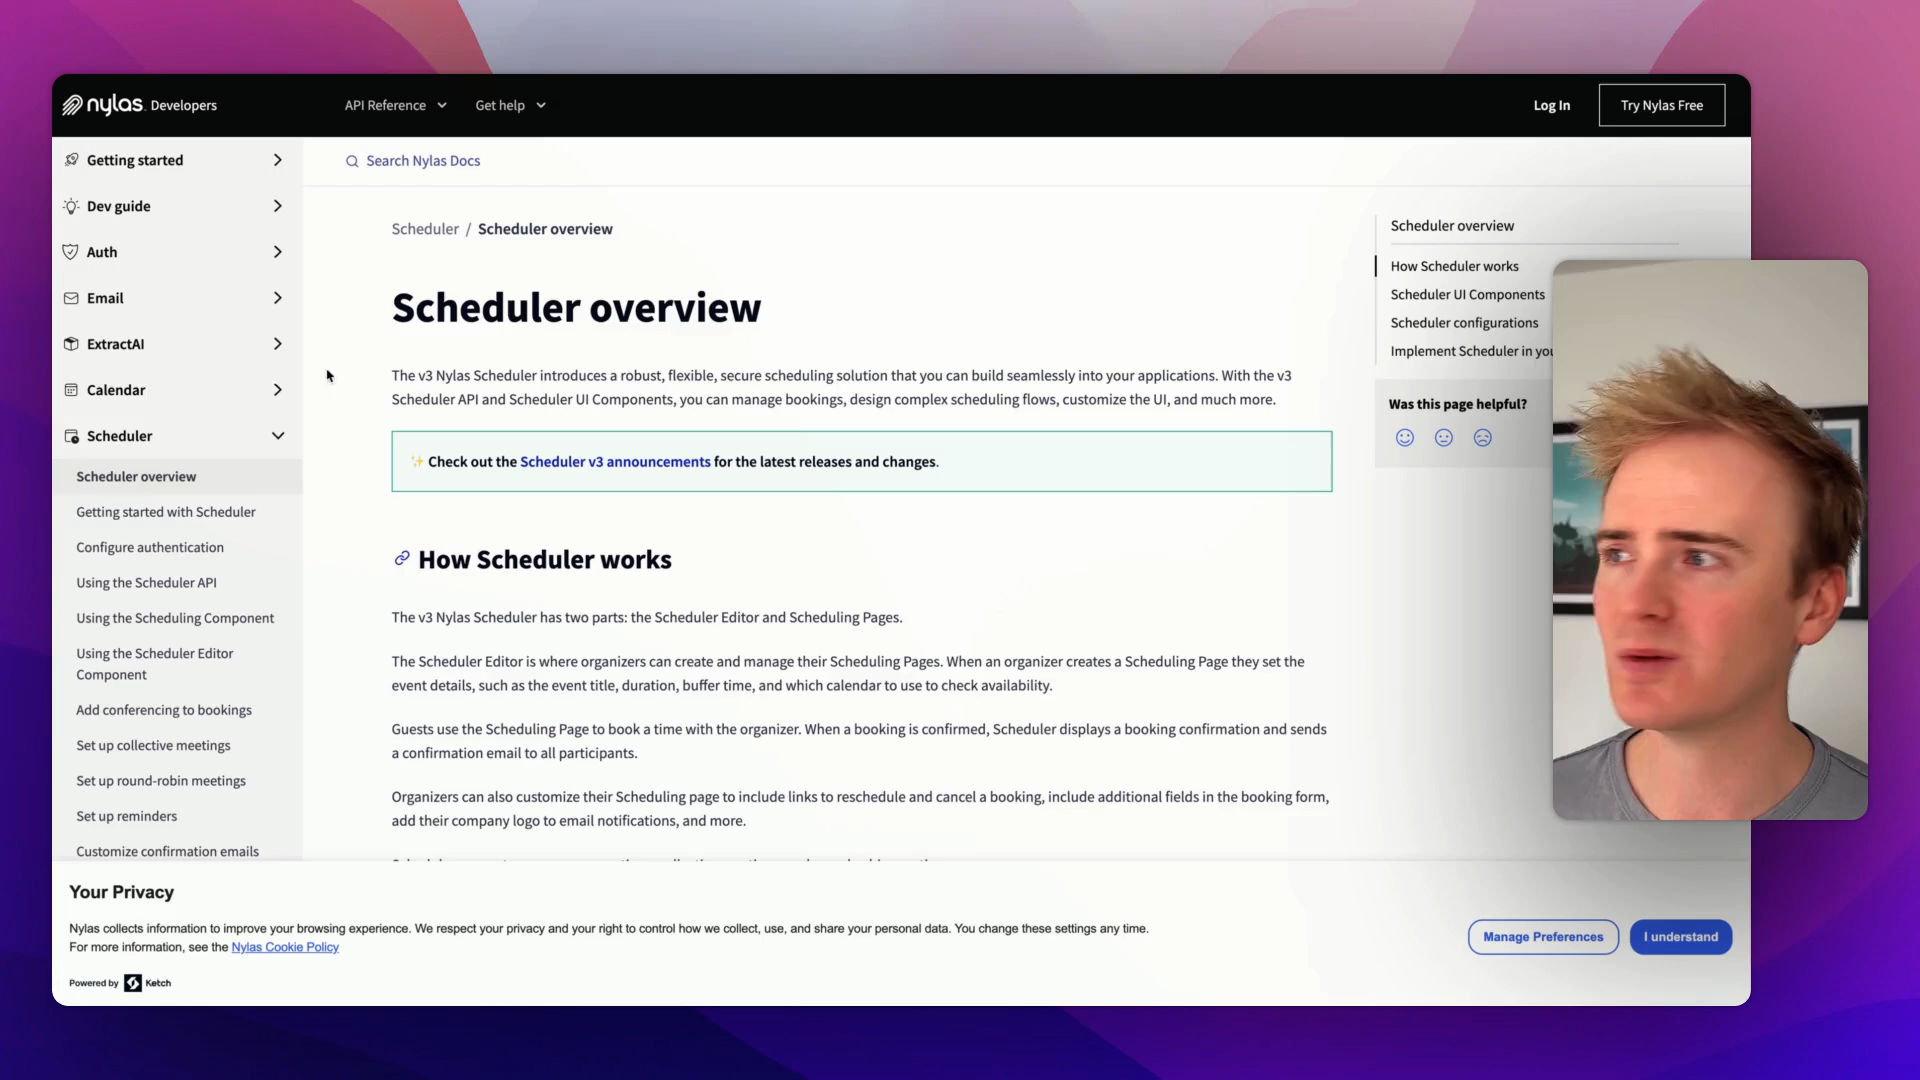 nylas Developers
API Reference
Get help
Log In
Try Nylas Free
Getting started
Dev guide
Auth
Email
ExtractAI
Calendar
Scheduler
Scheduler overview
Getting started with Scheduler
Configure authentication
Using the Scheduler API
Using the Scheduling Component
Using the Scheduler Editor
Component
Add conferencing to bookings
Set up collective meetings
Set up round-robin meetings
Set up reminders
Customize confirmation emails
Search Nylas Docs
Scheduler / Scheduler overview
Scheduler overview
The v3 Nylas Scheduler introduces a robust, flexible, secure scheduling solution that you can build seamlessly into your applications. With the v3
Scheduler API and Scheduler UI Components, you can manage bookings, design complex scheduling flows, customize the UI, and much more.
✨ Check out the Scheduler v3 announcements for the latest releases and changes.
How Scheduler works
The v3 Nylas Scheduler has two parts: the Scheduler Editor and Scheduling Pages.
The Scheduler Editor is where organizers can create and manage their Scheduling Pages. When an organizer creates a Scheduling Page they set the
event details, such as the event title, duration, buffer time, and which calendar to use to check availability.
Guests use the Scheduling Page to book a time with the organizer. When a booking is confirmed, Scheduler displays a booking confirmation and sends
a confirmation email to all participants.
Organizers can also customize their Scheduling page to include links to reschedule and cancel a booking, include additional fields in the booking form,
add their company logo to email notifications, and more.
Scheduler overview
How Scheduler works
Scheduler UI Components
Scheduler configurations
Implement Scheduler in you
Was this page helpful?
Your Privacy
Nylas collects information to improve your browsing experience. We respect your privacy and your right to control how we collect, use, and share your personal data. You change these settings any time.
For more information, see the Nylas Cookie Policy
Manage Preferences
I understand
Powered by Ketch